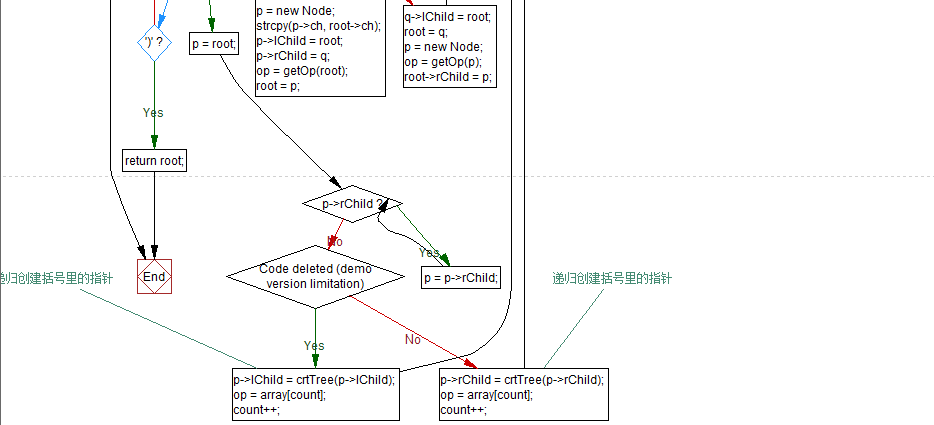 p = new Node;
strcpy(p->ch, root->ch);
p->lChild = root;
p->rChild = q;
op = getOp(root);
root = p;
q->lChild = root;
root = q;
p = new Node;
op = getOp(p);
root->rChild = p;
')' ?
p = root;
Yes
return root;
p->rChild ?
No
Yes
End
Code deleted (demo
version limitation)
p = p->rChild;
递归创建括号里的指针
递归创建括号里的指针
Yes
No
p->lChild = crtTree(p->lChild);
op = array[count];
count++;
p->rChild = crtTree(p->rChild);
op = array[count];
count++;